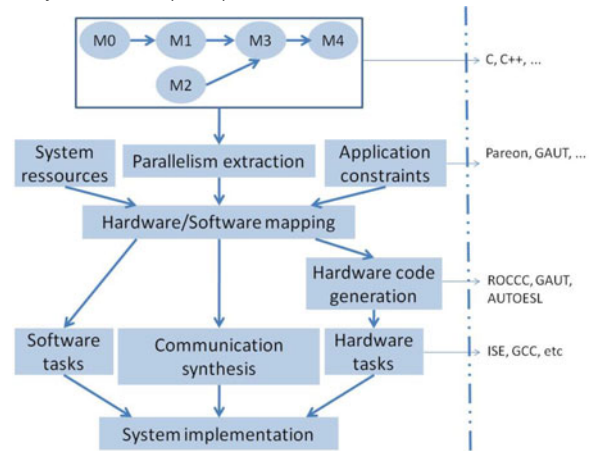 M0 M1 M3 M4
M2
C, C++, ...
System
ressources
Parallelism extraction
Application
constraints
Pareon, GAUT, ...
Hardware/Software mapping
Hardware code
generation
ROCCC, GAUT,
AUTOESL
Software
tasks
Communication
synthesis
Hardware
tasks
ISE, GCC, etc
System implementation